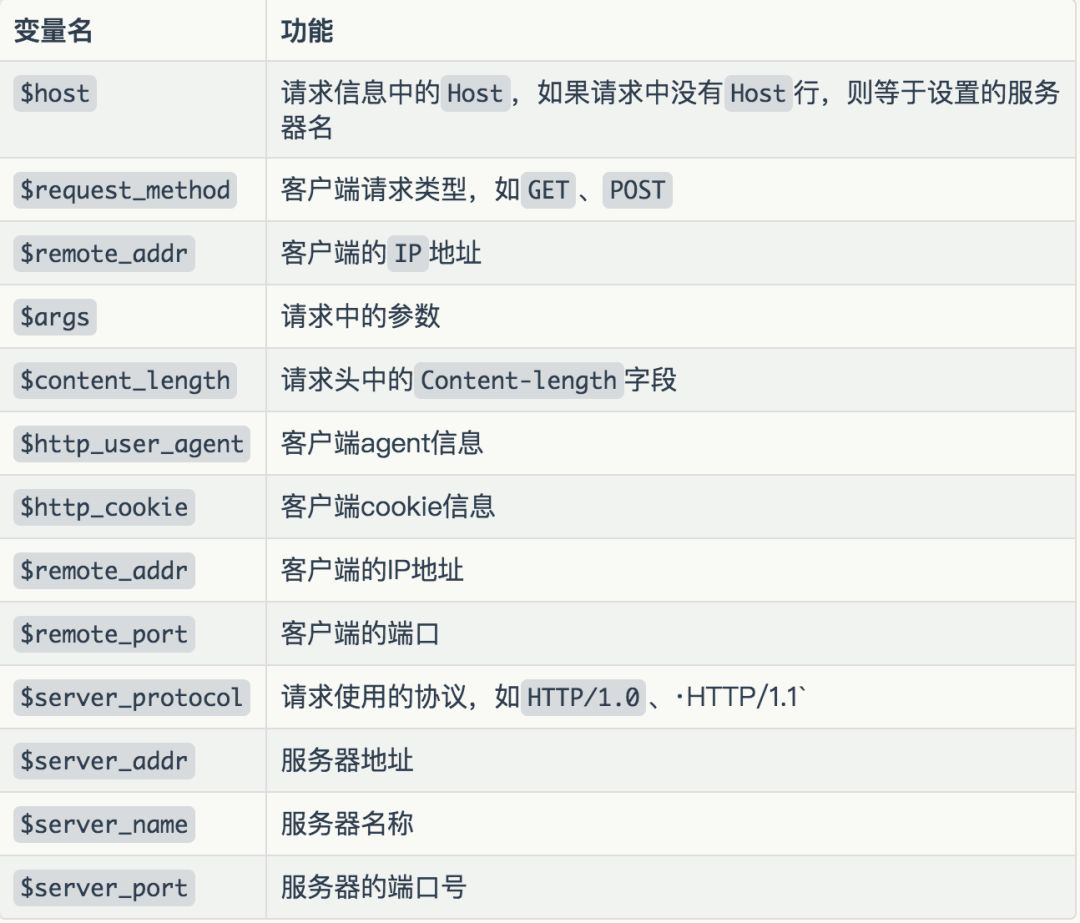 变量名 功能
$host 请求信息中的Host，如果请求中没有Host行，则等于设置的服务
器名
$request_method 客户端请求类型，如GET、POST
$remote_addr 客户端的IP地址
$args 请求中的参数
$content_length 请求头中的Content-length字段
$http_user_agent 客户端agent信息
$http_cookie 客户端cookie信息
$remote_addr 客户端的IP地址
$remote_port 客户端的端口
$server_protocol 请求使用的协议，如HTTP/1.0、·HTTP/1.1`
$server_addr 服务器地址
$server_name 服务器名称
$server_port 服务器的端口号